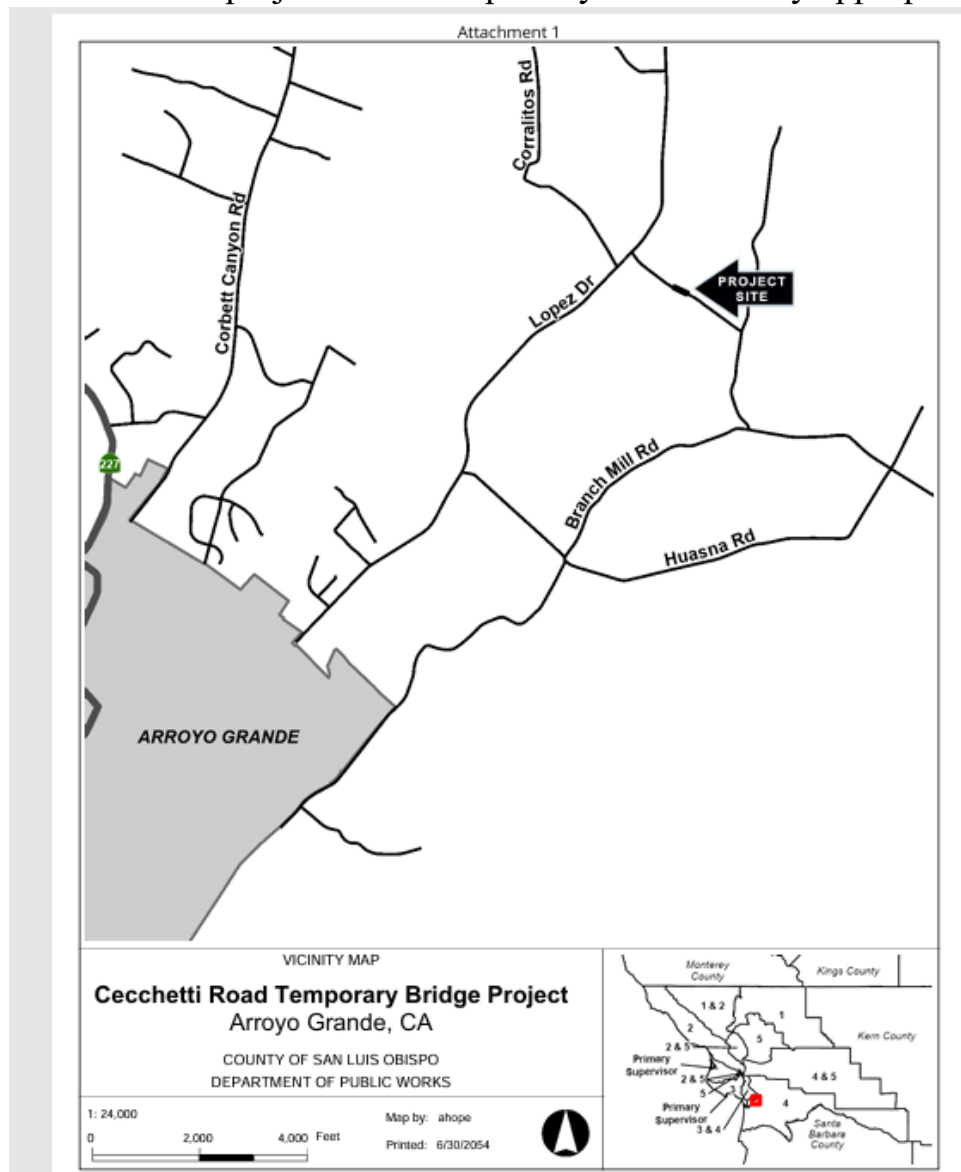 Attachment 1
Corralitos Rd
Corbett Canyon Rd
PROJECT
SITE
Lopez Dr
227
Branch Mill Rd
Huasna Rd
ARROYO GRANDE
VICINITY MAP
Cecchetti Road Temporary Bridge Project
Arroyo Grande, CA
COUNTY OF SAN LUIS OBISPO
DEPARTMENT OF PUBLIC WORKS
1: 24,000
0 2,000 4,000 Feet
Map by: ahope
Printed: 6/30/2054
Monterey
County
Kings County
1 & 2
1
2
5
Kern County
2 & 5
Primary
Supervisor
2 & 5
4 & 5
5
3
4
Primary
Supervisor
3 & 4
Santa
Barbara
County